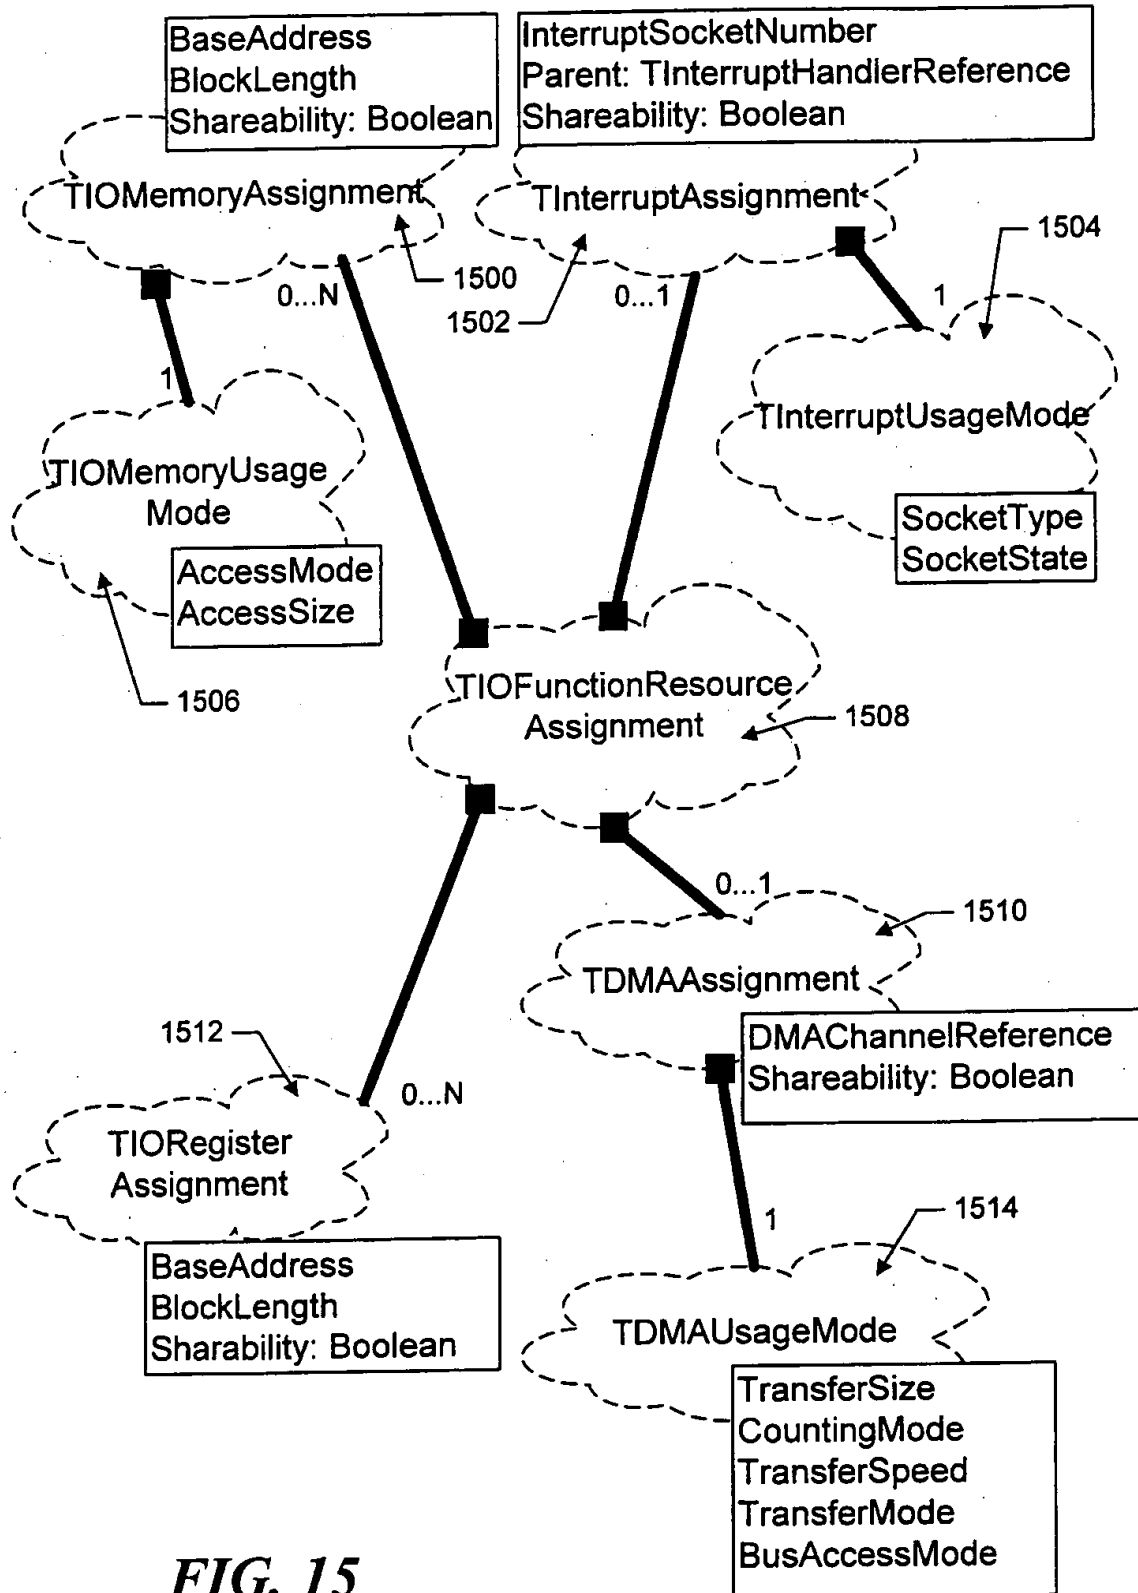 BaseAddress
BlockLength
Shareability: Boolean
InterruptSocketNumber
Parent: TInterruptHandlerReference
Shareability: Boolean
TIOMemoryAssignment
TInterruptAssignment
1504
1500
0...N
0...1
1502
1
1
TInterruptUsageMode
TIOMemoryUsage
Mode
SocketType
SocketState
AccessMode
AccessSize
1506
TIOFunctionResource
Assignment
1508
0...1
1510
TDMAAssignment
1512
DMAChannelReference
Shareability: Boolean
0...N
TIORegister
Assignment
1
1514
BaseAddress
BlockLength
Sharability: Boolean
TDMAUsageMode
TransferSize
CountingMode
TransferSpeed
TransferMode
BusAccessMode
FIG. 15